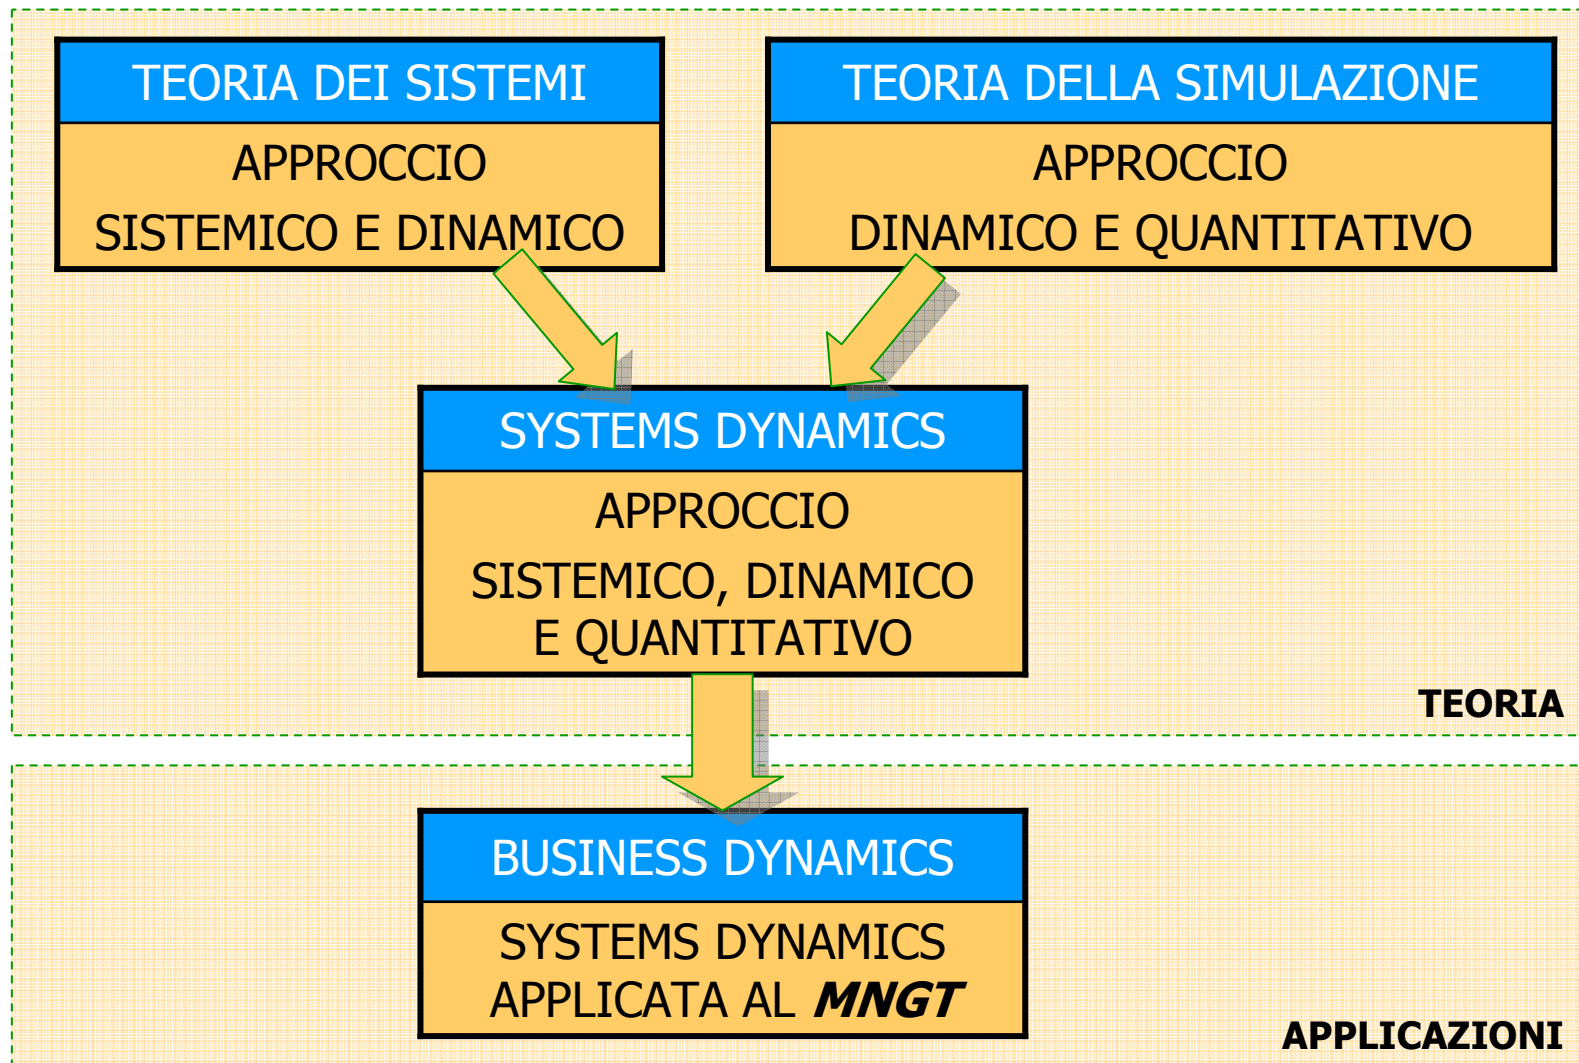 TEORIA DEI SISTEMI
APPROCCIO
SISTEMICO E DINAMICO
TEORIA DELLA SIMULAZIONE
APPROCCIO
DINAMICO E QUANTITATIVO
SYSTEMS DYNAMICS
APPROCCIO
SISTEMICO, DINAMICO
E QUANTITATIVO
TEORIA
BUSINESS DYNAMICS
SYSTEMS DYNAMICS
APPLICATA AL MNGT
APPLICAZIONI